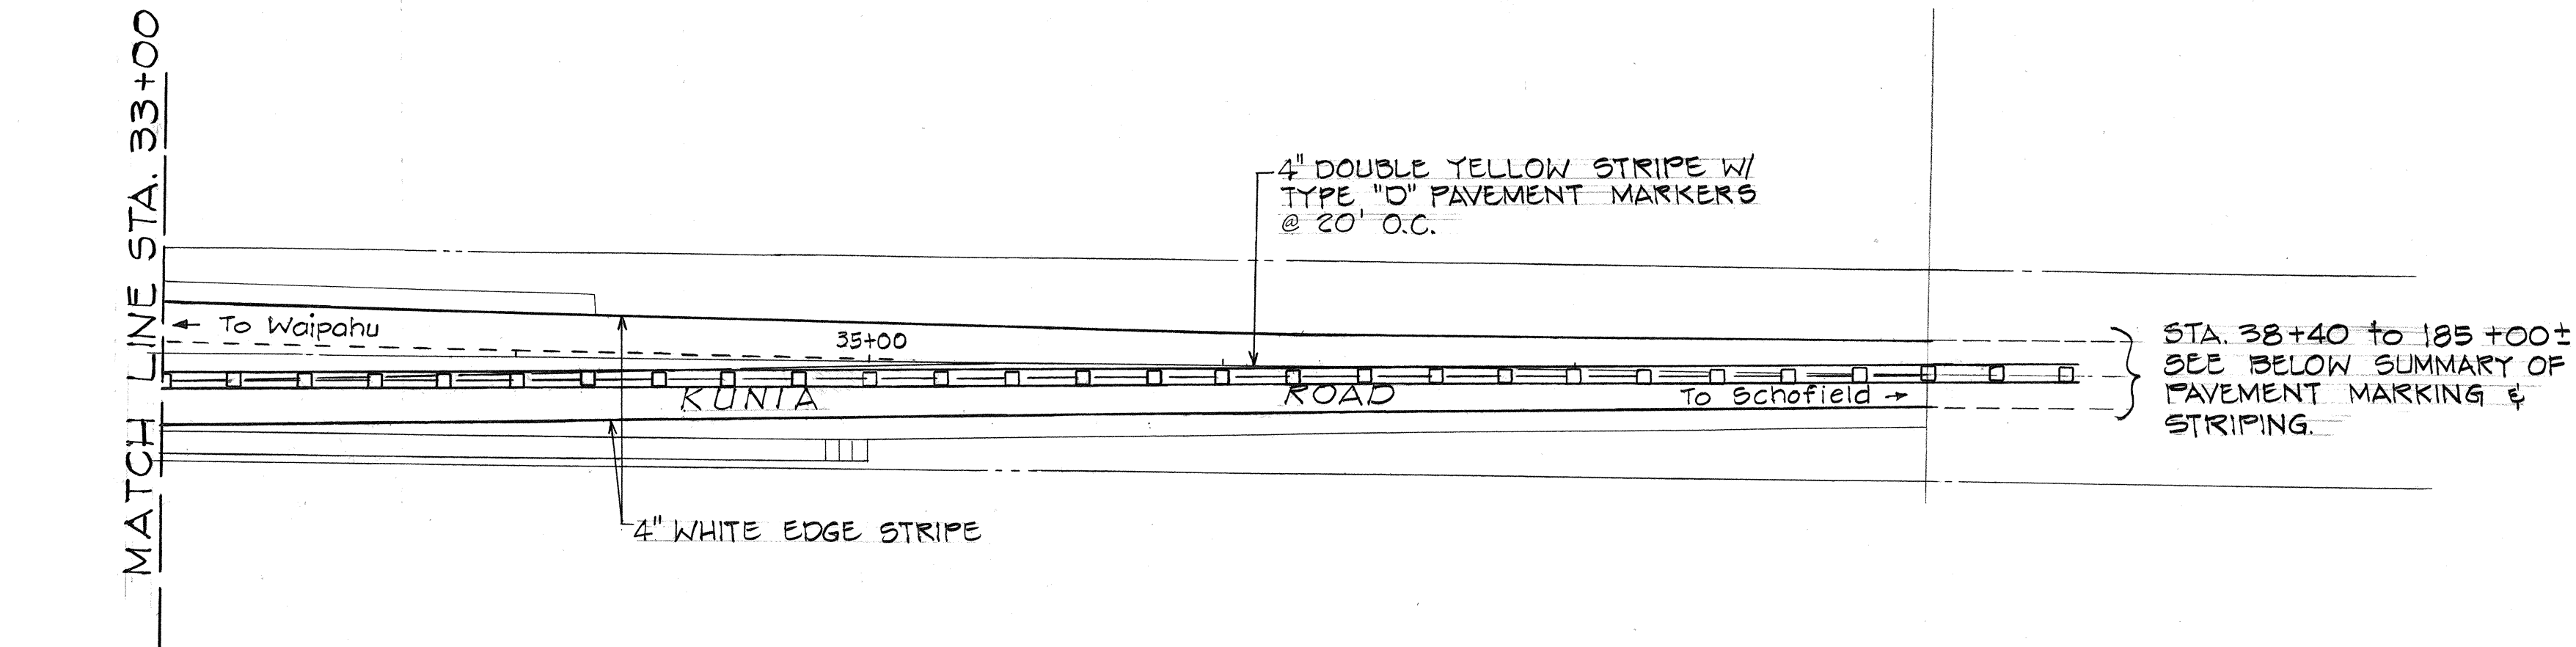 MATCH LINE STA. 33+00
4" DOUBLE YELLOW STRIPE W/
TYPE "D" PAVEMENT MARKERS
@ 20' O.C.
← To Waipahu
35+00
KUNIA ROAD
To Schofield →
STA. 38+40 to 185+00±
SEE BELOW SUMMARY OF
PAVEMENT MARKING &
STRIPING.
4" WHITE EDGE STRIPE